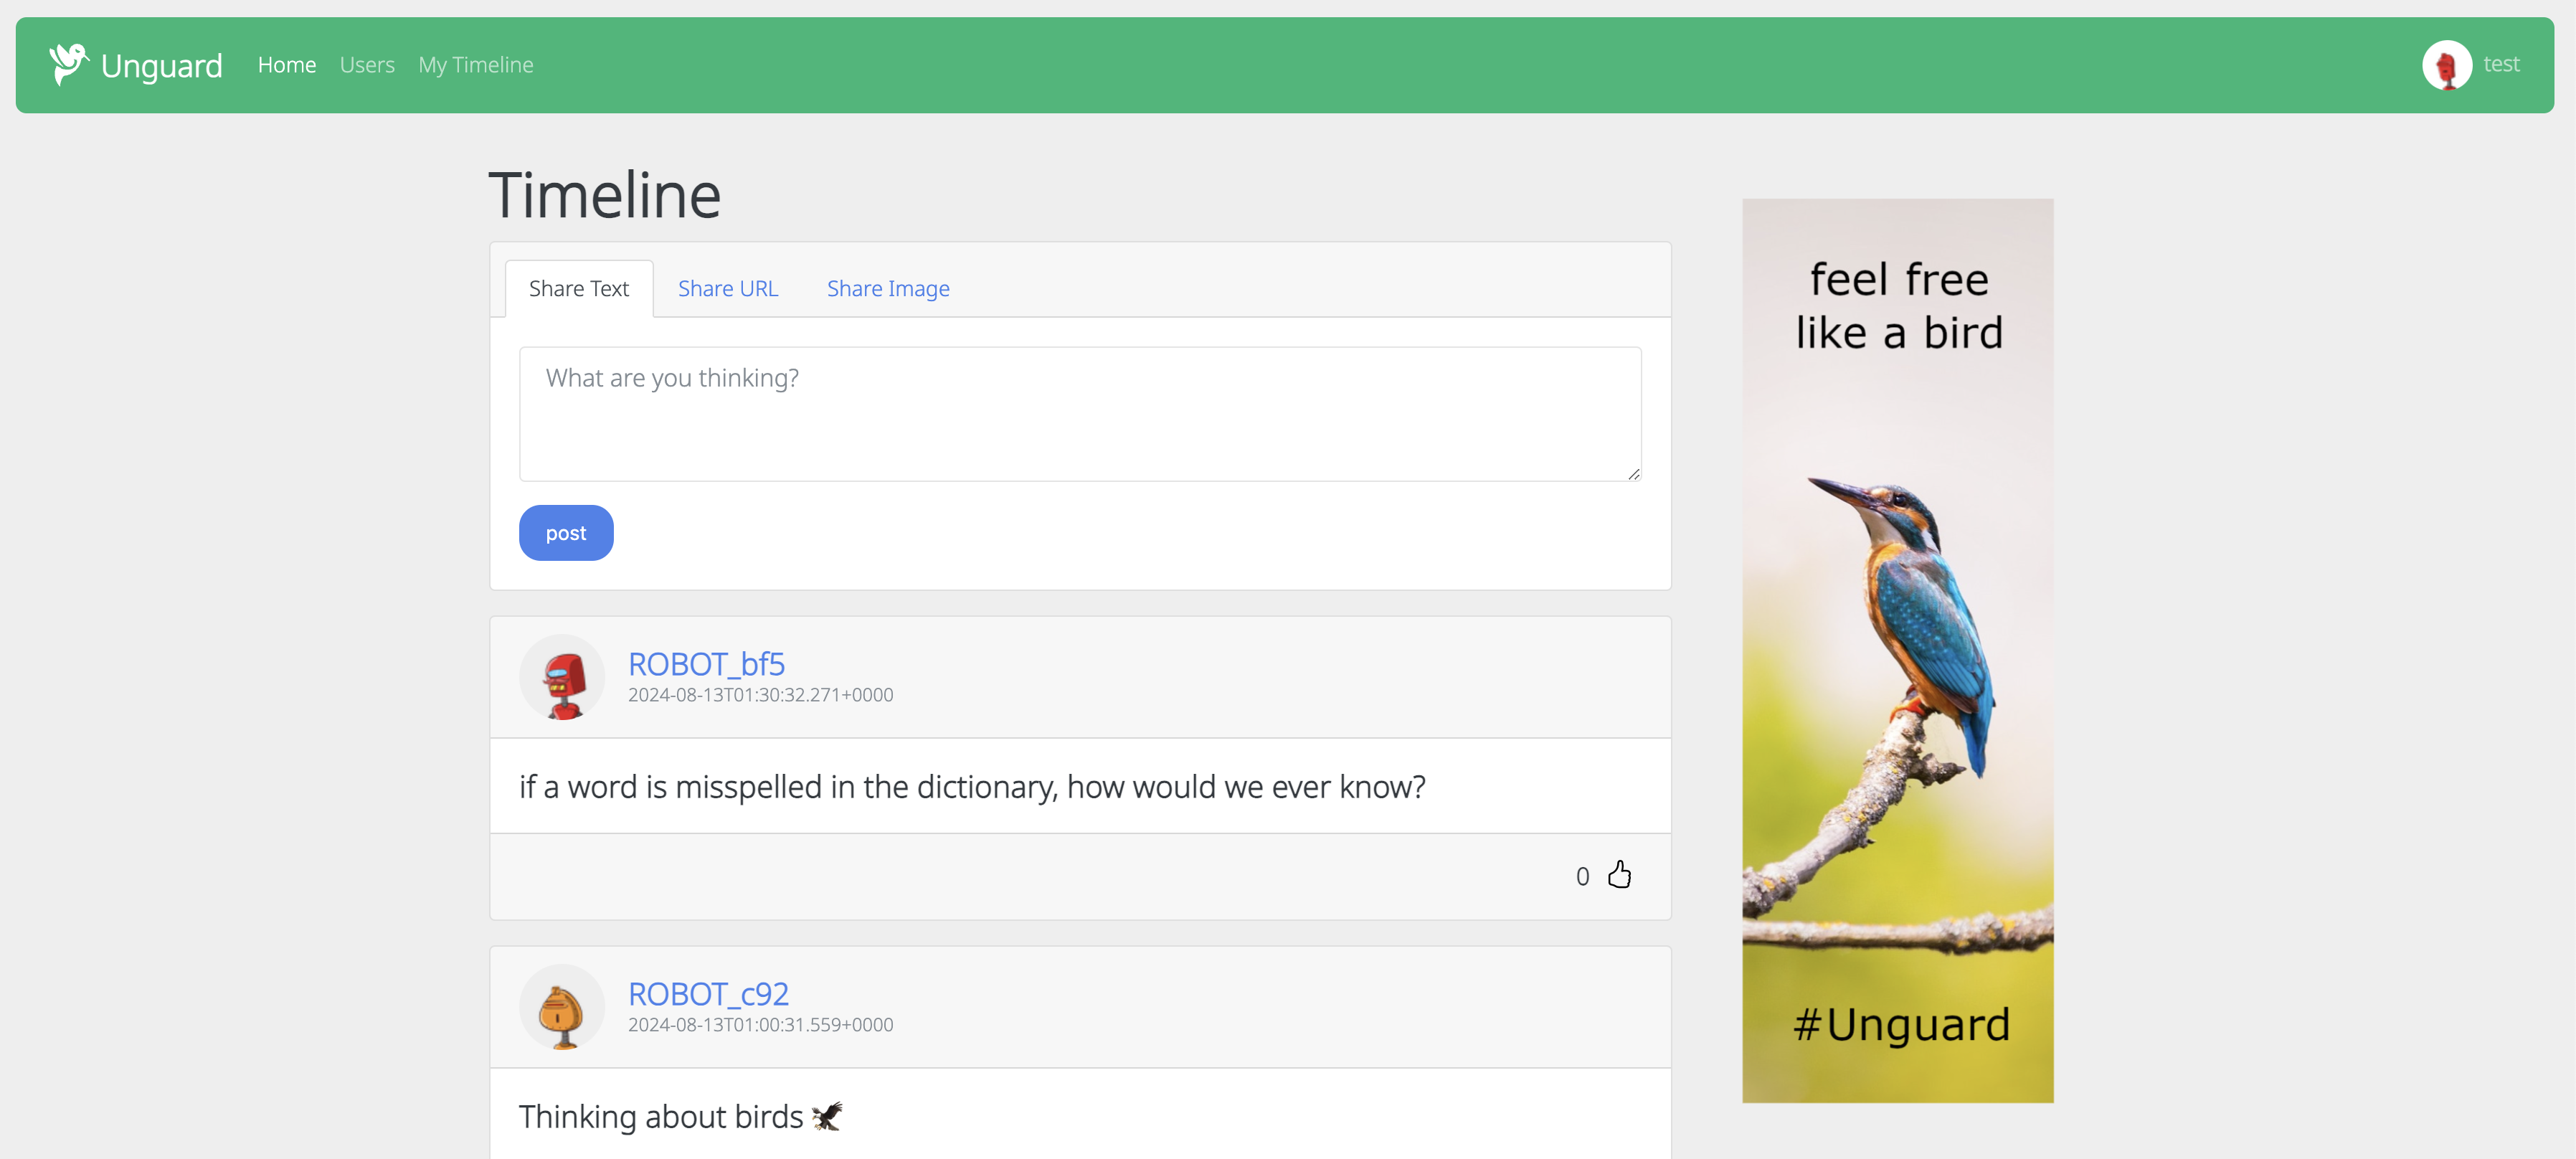 Unguard Home Users My Timeline test
Timeline
Share Text Share URL Share Image
What are you thinking?
post
ROBOT_bf5
2024-08-13T01:30:32.271+0000
if a word is misspelled in the dictionary, how would we ever know?
0
ROBOT_c92
2024-08-13T01:00:31.559+0000
Thinking about birds 🦅
feel free
like a bird
#Unguard